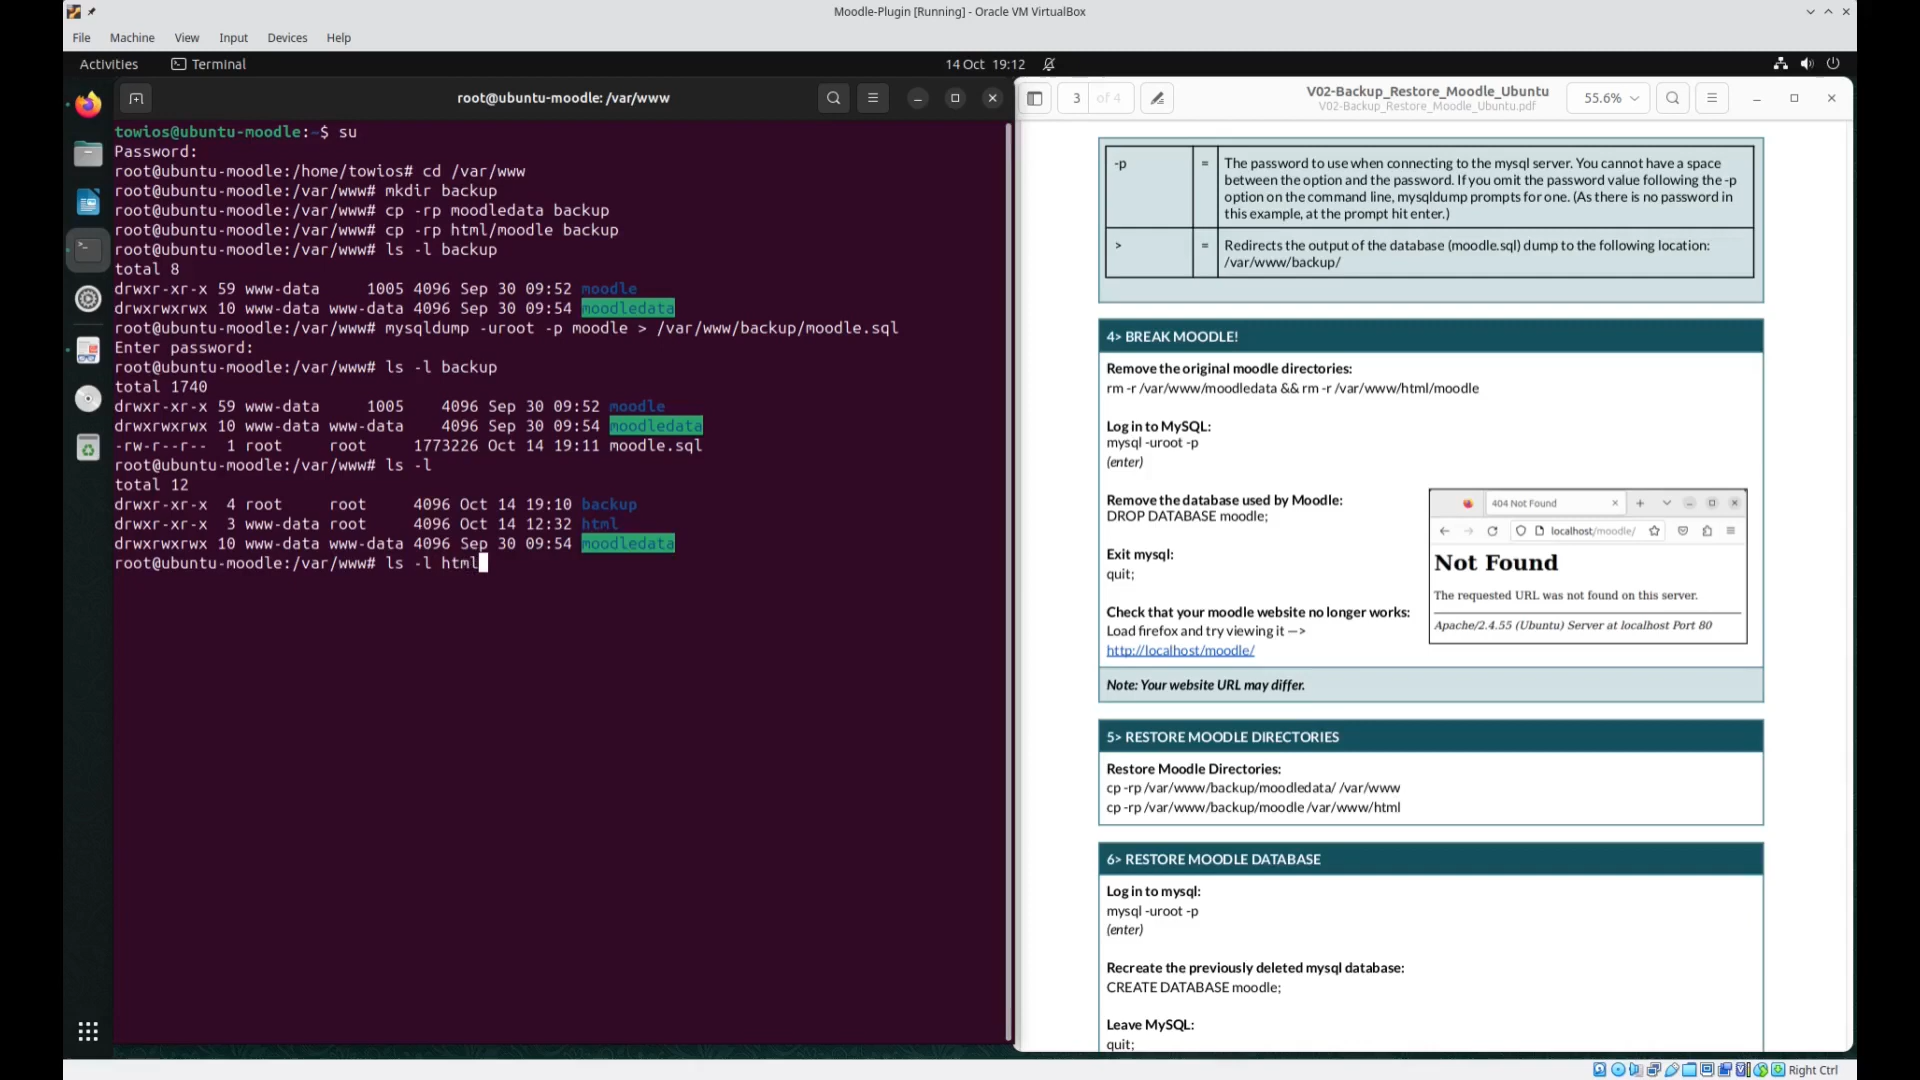 Moodle-Plugin [Running] - Oracle VM VirtualBox
File Machine View Input Devices Help
Activities Terminal 14 Oct 19:12
root@ubuntu-moodle: /var/www
towios@ubuntu-moodle:~$ su
Password:
root@ubuntu-moodle:/home/towios# cd /var/www
root@ubuntu-moodle:/var/www# mkdir backup
root@ubuntu-moodle:/var/www# cp -rp moodledata backup
root@ubuntu-moodle:/var/www# cp -rp html/moodle backup
root@ubuntu-moodle:/var/www# ls -l backup
total 8
drwxr-xr-x 59 www-data     1005 4096 Sep 30 09:52 moodle
drwxrwxrwx 10 www-data www-data 4096 Sep 30 09:54 moodledata
root@ubuntu-moodle:/var/www# mysqldump -uroot -p moodle > /var/www/backup/moodle.sql
Enter password:
root@ubuntu-moodle:/var/www# ls -l backup
total 1740
drwxr-xr-x 59 www-data     1005    4096 Sep 30 09:52 moodle
drwxrwxrwx 10 www-data www-data    4096 Sep 30 09:54 moodledata
-rw-r--r--  1 root     root     1773226 Oct 14 19:11 moodle.sql
root@ubuntu-moodle:/var/www# ls -l
total 12
drwxr-xr-x  4 root     root     4096 Oct 14 19:10 backup
drwxr-xr-x  3 www-data root     4096 Oct 14 12:32 html
drwxrwxrwx 10 www-data www-data 4096 Sep 30 09:54 moodledata
root@ubuntu-moodle:/var/www# ls -l html
3 of 4
V02-Backup_Restore_Moodle_Ubuntu
V02-Backup_Restore_Moodle_Ubuntu.pdf
55.6%
-p = The password to use when connecting to the mysql server. You cannot have a space
between the option and the password. If you omit the password value following the -p
option on the command line, mysqldump prompts for one. (As there is no password in
this example, at the prompt hit enter.)
> = Redirects the output of the database (moodle.sql) dump to the following location:
/var/www/backup/
4> BREAK MOODLE!
Remove the original moodle directories:
rm -r /var/www/moodledata && rm -r /var/www/html/moodle
Log in to MySQL:
mysql -uroot -p
(enter)
Remove the database used by Moodle:
DROP DATABASE moodle;
Exit mysql:
quit;
Check that your moodle website no longer works:
Load firefox and try viewing it —>
http://localhost/moodle/
404 Not Found
localhost/moodle/
Not Found
The requested URL was not found on this server.
Apache/2.4.55 (Ubuntu) Server at localhost Port 80
Note: Your website URL may differ.
5> RESTORE MOODLE DIRECTORIES
Restore Moodle Directories:
cp -rp /var/www/backup/moodledata/ /var/www
cp -rp /var/www/backup/moodle /var/www/html
6> RESTORE MOODLE DATABASE
Log in to mysql:
mysql -uroot -p
(enter)
Recreate the previously deleted mysql database:
CREATE DATABASE moodle;
Leave MySQL:
quit;
Right Ctrl